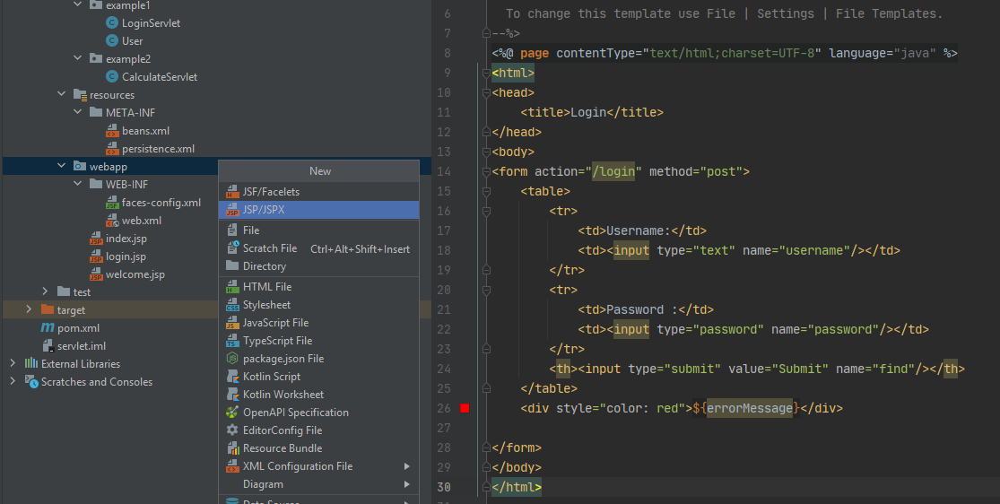 example1
LoginServlet
User
example2
CalculateServlet
resources
META-INF
beans.xml
persistence.xml
webapp
WEB-INF
faces-config.xml
web.xml
index.jsp
login.jsp
welcome.jsp
test
target
pom.xml
servlet.iml
External Libraries
Scratches and Consoles
New
JSF/Facelets
JSP/JSPX
File
Scratch File Ctrl+Alt+Shift+Insert
Directory
HTML File
Stylesheet
JavaScript File
TypeScript File
package.json File
Kotlin Script
Kotlin Worksheet
OpenAPI Specification
EditorConfig File
Resource Bundle
XML Configuration File
Diagram
Data Source
6 To change this template use File | Settings | File Templates.
7 --%>
8 <%@ page contentType="text/html;charset=UTF-8" language="java" %>
9 <html>
10 <head>
11 <title>Login</title>
12 </head>
13 <body>
14 <form action="/login" method="post">
15 <table>
16 <tr>
17 <td>Username:</td>
18 <td><input type="text" name="username"/></td>
19 </tr>
20 <tr>
21 <td>Password :</td>
22 <td><input type="password" name="password"/></td>
23 </tr>
24 <th><input type="submit" value="Submit" name="find"/></th>
25 </table>
26 <div style="color: red">${errorMessage}</div>
27
28 </form>
29 </body>
30 </html>